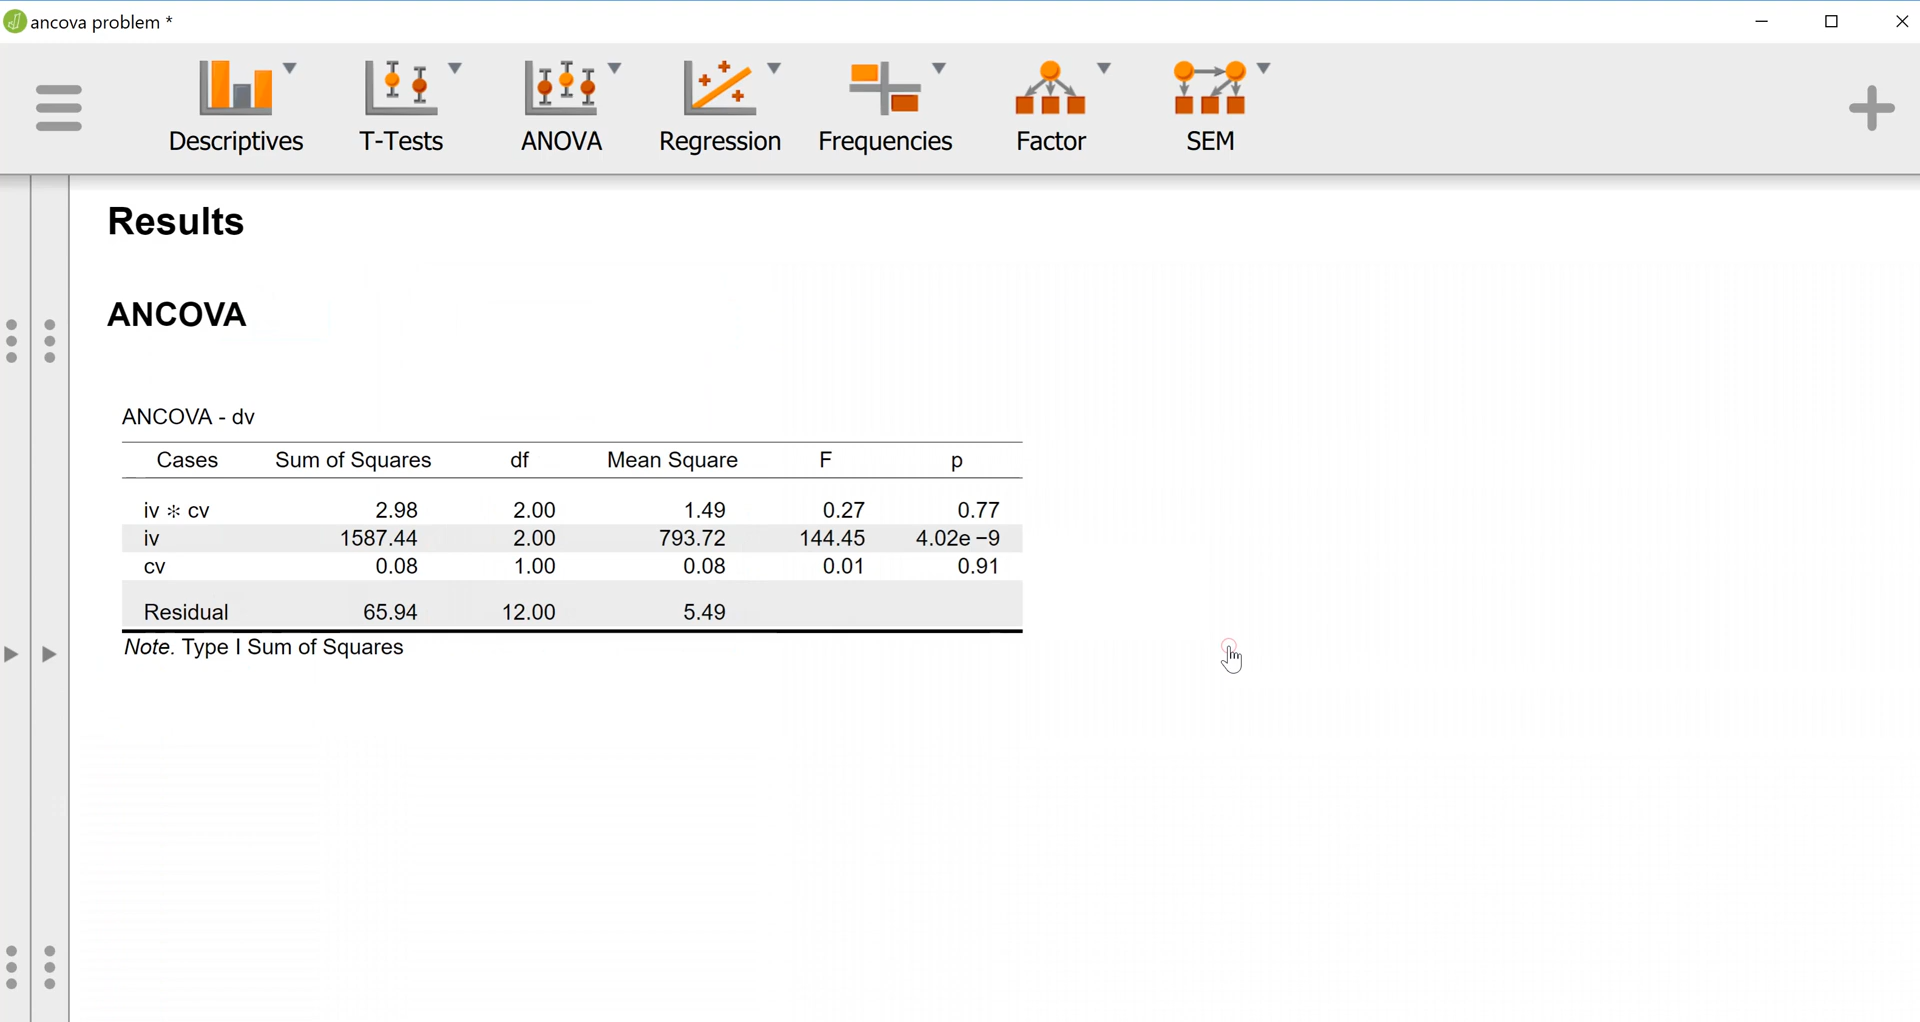 ancova problem *
Descriptives T-Tests ANOVA Regression Frequencies Factor SEM
Results
ANCOVA
ANCOVA - dv
Cases Sum of Squares df Mean Square F p
iv ✻ cv 2.98 2.00 1.49 0.27 0.77
iv 1587.44 2.00 793.72 144.45 4.02e −9
cv 0.08 1.00 0.08 0.01 0.91
Residual 65.94 12.00 5.49
Note. Type I Sum of Squares